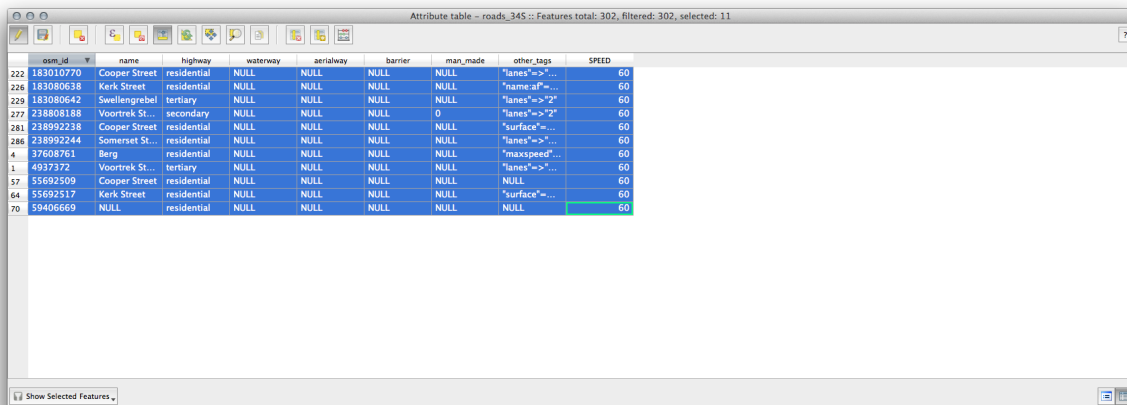 Attribute table - roads_34S :: Features total: 302, filtered: 302, selected: 11
?
osm_id name highway waterway aerialway barrier man_made other_tags SPEED
222 183010770 Cooper Street residential NULL NULL NULL NULL "lanes"=>"... 60
226 183080638 Kerk Street residential NULL NULL NULL NULL "name:af"=... 60
229 183080642 Swellengrebel tertiary NULL NULL NULL NULL "lanes"=>"2" 60
277 238808188 Voortrek St... secondary NULL NULL NULL 0 "lanes"=>"2" 60
281 238992238 Cooper Street residential NULL NULL NULL NULL "surface"=... 60
286 238992244 Somerset St... residential NULL NULL NULL NULL "lanes"=>"... 60
4 37608761 Berg residential NULL NULL NULL NULL "maxspeed"... 60
1 4937372 Voortrek St... tertiary NULL NULL NULL NULL "lanes"=>"... 60
57 55692509 Cooper Street residential NULL NULL NULL NULL NULL 60
64 55692517 Kerk Street residential NULL NULL NULL NULL "surface"=... 60
70 59406669 NULL residential NULL NULL NULL NULL NULL 60
Show Selected Features